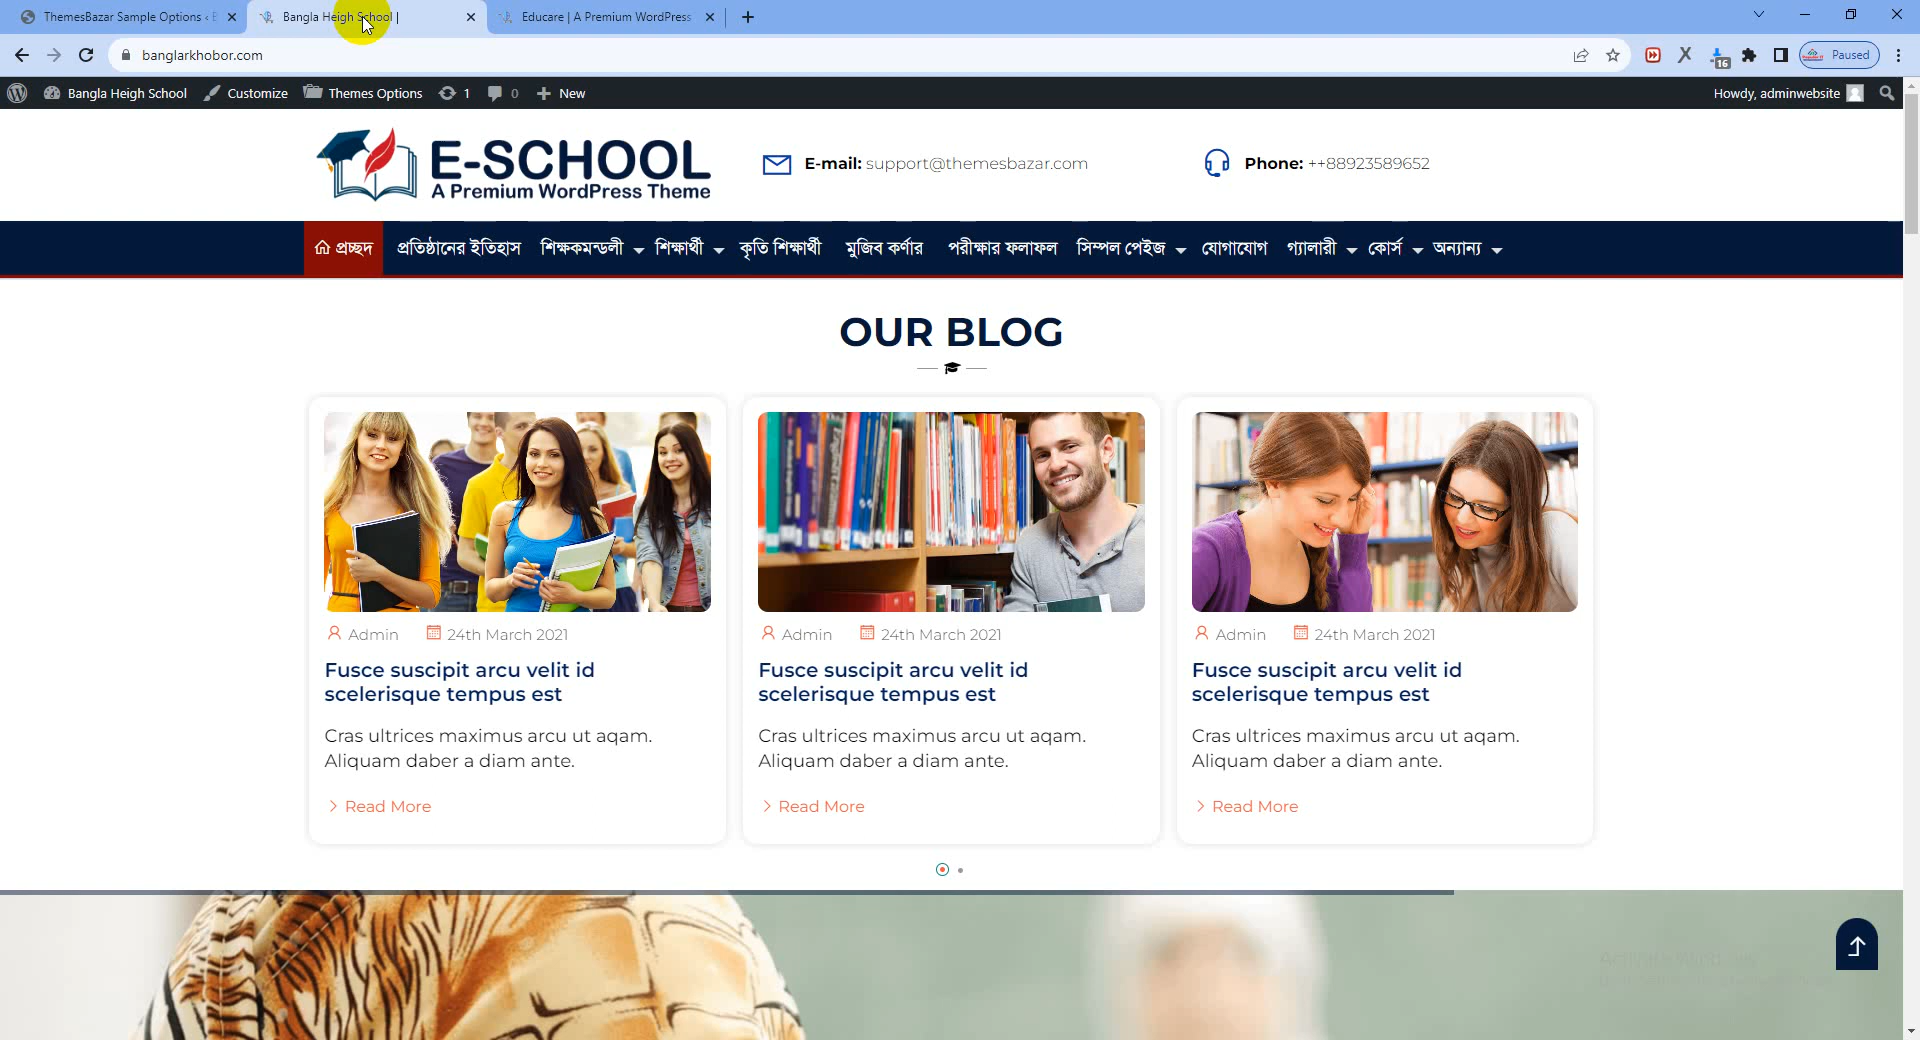 ThemesBazar Sample Options ‹
Bangla Heigh School |
Educare | A Premium WordPress
banglarkhobor.com
16
Paused
Bangla Heigh School
Customize
Themes Options
1
0
New
Howdy, adminwebsite
E-SCHOOL
A Premium WordPress Theme
E-mail: support@themesbazar.com
Phone: ++88923589652
প্রচ্ছদ
প্রতিষ্ঠানের ইতিহাস
শিক্ষকমন্ডলী
শিক্ষার্থী
কৃতি শিক্ষার্থী
মুজিব কর্ণার
পরীক্ষার ফলাফল
সিম্পল পেইজ
যোগাযোগ
গ্যালারী
কোর্স
অন্যান্য
OUR BLOG
Admin 24th March 2021
Fusce suscipit arcu velit id
scelerisque tempus est
Cras ultrices maximus arcu ut aqam.
Aliquam daber a diam ante.
Read More
Admin 24th March 2021
Fusce suscipit arcu velit id
scelerisque tempus est
Cras ultrices maximus arcu ut aqam.
Aliquam daber a diam ante.
Read More
Admin 24th March 2021
Fusce suscipit arcu velit id
scelerisque tempus est
Cras ultrices maximus arcu ut aqam.
Aliquam daber a diam ante.
Read More